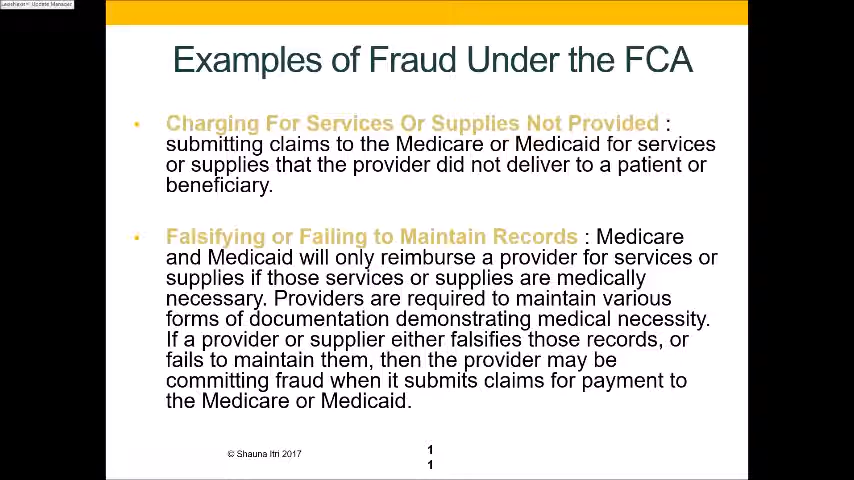 Update Manager
Examples of Fraud Under the FCA
• Charging For Services Or Supplies Not Provided :
submitting claims to the Medicare or Medicaid for services
or supplies that the provider did not deliver to a patient or
beneficiary.
• Falsifying or Failing to Maintain Records : Medicare
and Medicaid will only reimburse a provider for services or
supplies if those services or supplies are medically
necessary. Providers are required to maintain various
forms of documentation demonstrating medical necessity.
If a provider or supplier either falsifies those records, or
fails to maintain them, then the provider may be
committing fraud when it submits claims for payment to
the Medicare or Medicaid.
© Shauna Itri 2017
1
1